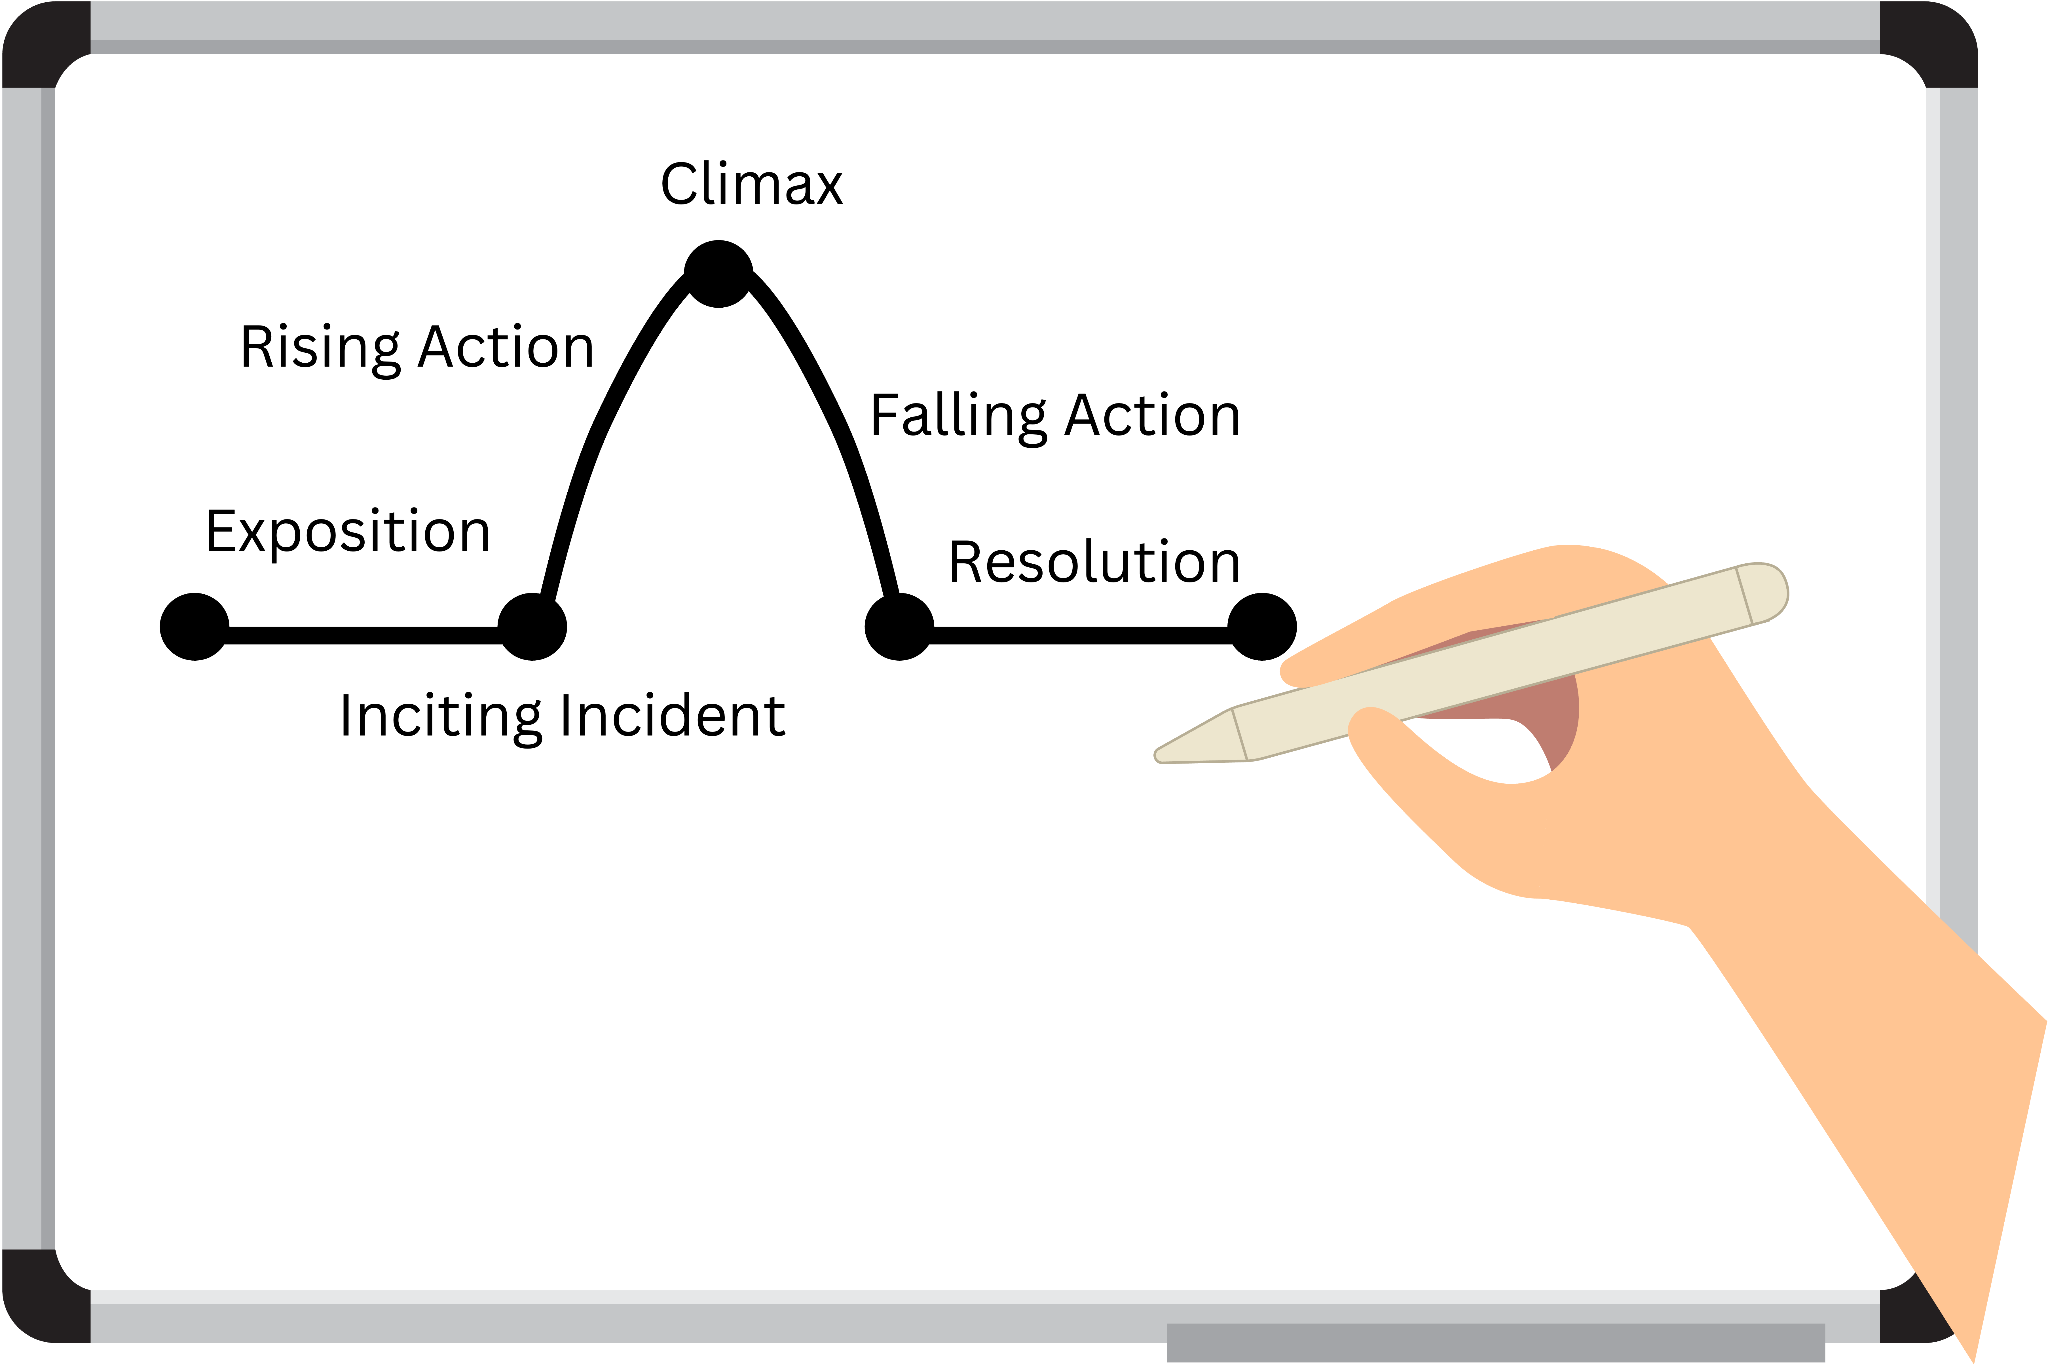 Climax
Rising Action
Falling Action
Exposition
Resolution
Inciting Incident